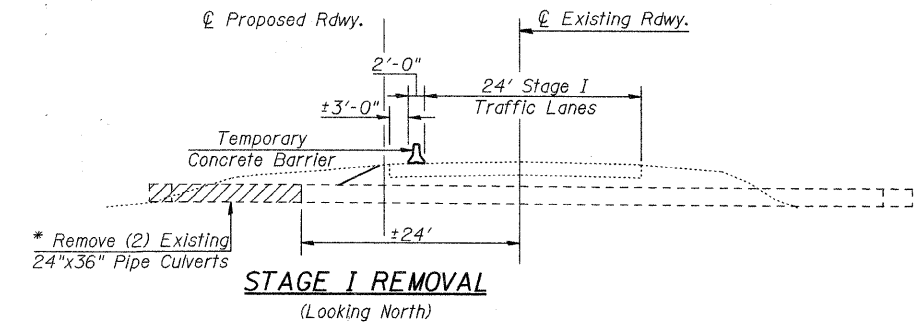 ℄ Proposed Rdwy.
℄ Existing Rdwy.
2'-0"
24' Stage I
Traffic Lanes
±3'-0"
Temporary
Concrete Barrier
* Remove (2) Existing
24"x36" Pipe Culverts
±24'
STAGE I REMOVAL
(Looking North)